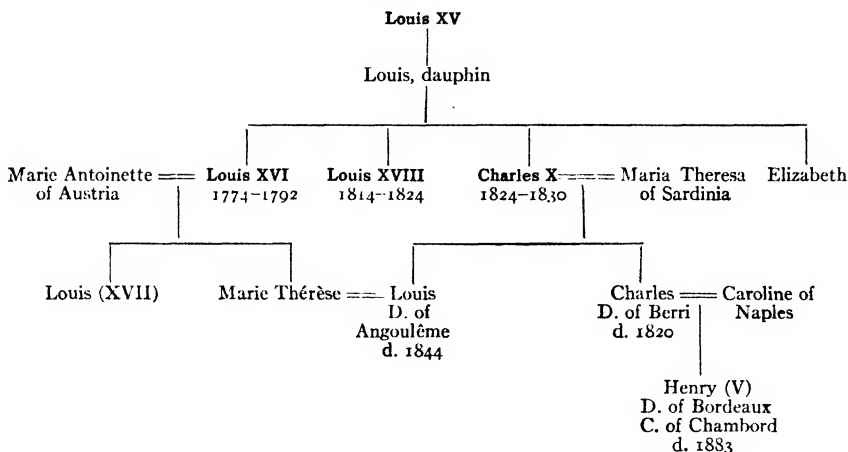 Louis XV
Louis, dauphin
Marie Antoinette
of Austria
Louis XVI
1774-1792
Louis XVIII
1814-1824
Charles X
1824-1830
Maria Theresa
of Sardinia
Elizabeth
Louis (XVII)
Marie Thérèse
Louis
D. of
Angoulême
d. 1844
Charles
D. of Berri
d. 1820
Caroline of
Naples
Henry (V)
D. of Bordeaux
C. of Chambord
d. 1883